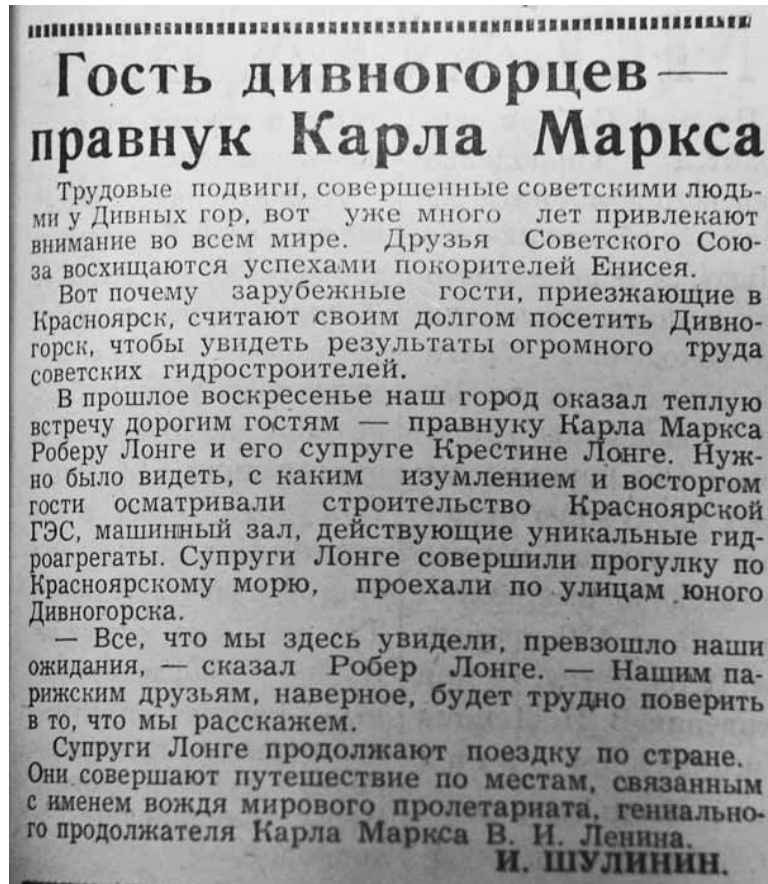 Гость дивногорцев —
правнук Карла Маркса
Трудовые подвиги, совершенные советскими людь-
ми у Дивных гор, вот уже много лет привлекают
внимание во всем мире. Друзья Советского Сою-
за восхищаются успехами покорителей Енисея.
Вот почему зарубежные гости, приезжающие в
Красноярск, считают своим долгом посетить Дивно-
горск, чтобы увидеть результаты огромного труда
советских гидростроителей.
В прошлое воскресенье наш город оказал теплую
встречу дорогим гостям — правнуку Карла Маркса
Роберу Лонге и его супруге Крестине Лонге. Нуж-
но было видеть, с каким изумлением и восторгом
гости осматривали строительство Красноярской
ГЭС, машинный зал, действующие уникальные гид-
роагрегаты. Супруги Лонге совершили прогулку по
Красноярскому морю, проехали по улицам юного
Дивногорска.
— Все, что мы здесь увидели, превзошло наши
ожидания, — сказал Робер Лонге. — Нашим па-
рижским друзьям, наверное, будет трудно поверить
в то, что мы расскажем.
Супруги Лонге продолжают поездку по стране.
Они совершают путешествие по местам, связанным
с именем вождя мирового пролетариата, гениально-
го продолжателя Карла Маркса В. И. Ленина.
И. ШУЛИНИН.